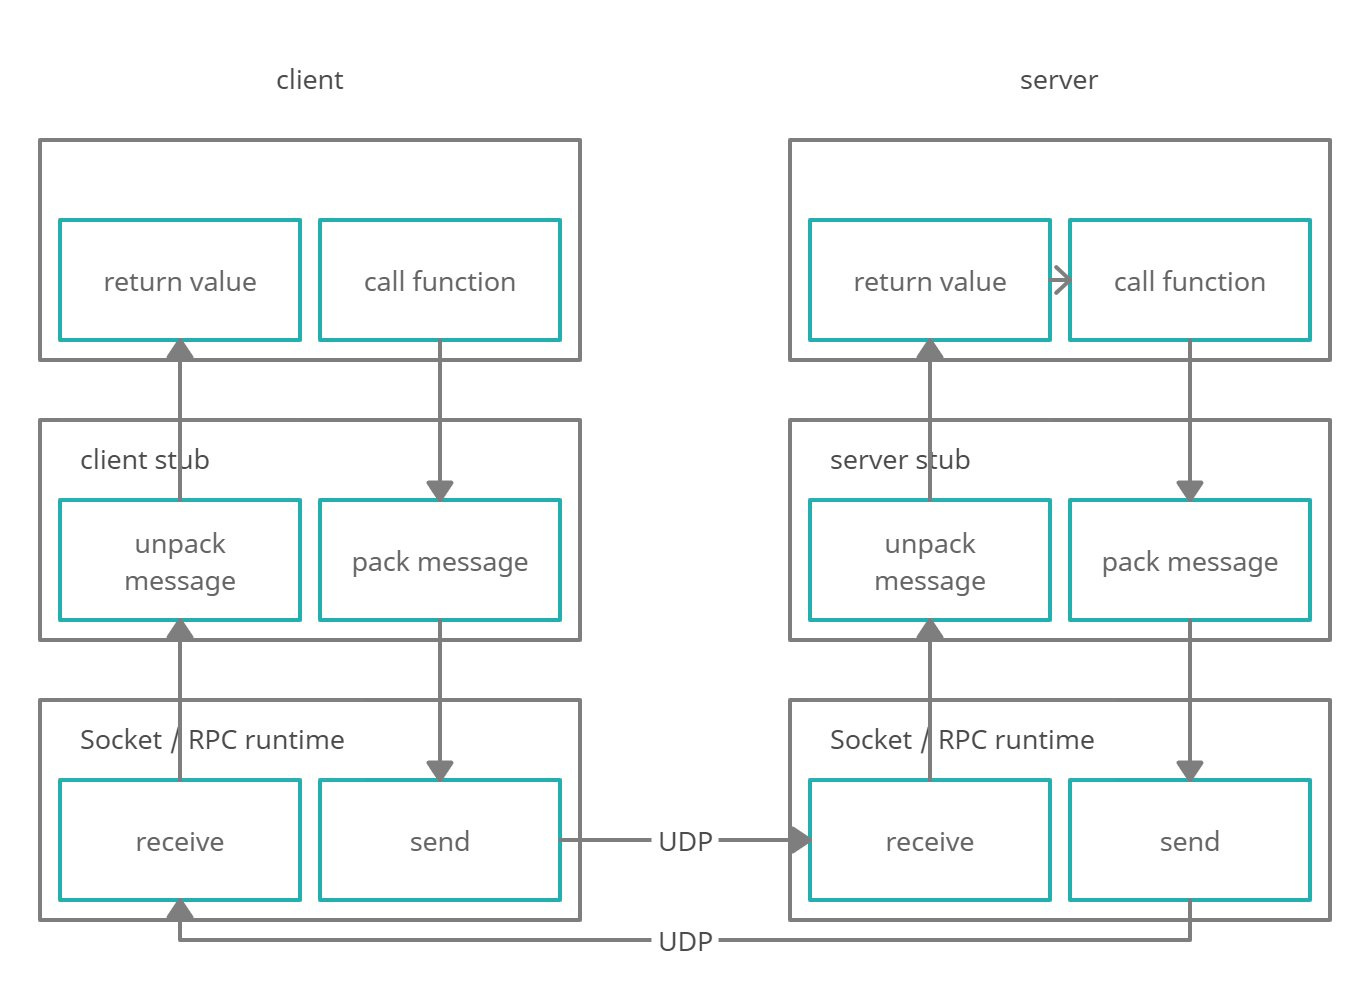 client
server
return value
call function
return value
call function
client stub
server stub
unpack
message
pack message
unpack
message
pack message
Socket / RPC runtime
Socket / RPC runtime
receive
send
UDP
receive
send
UDP